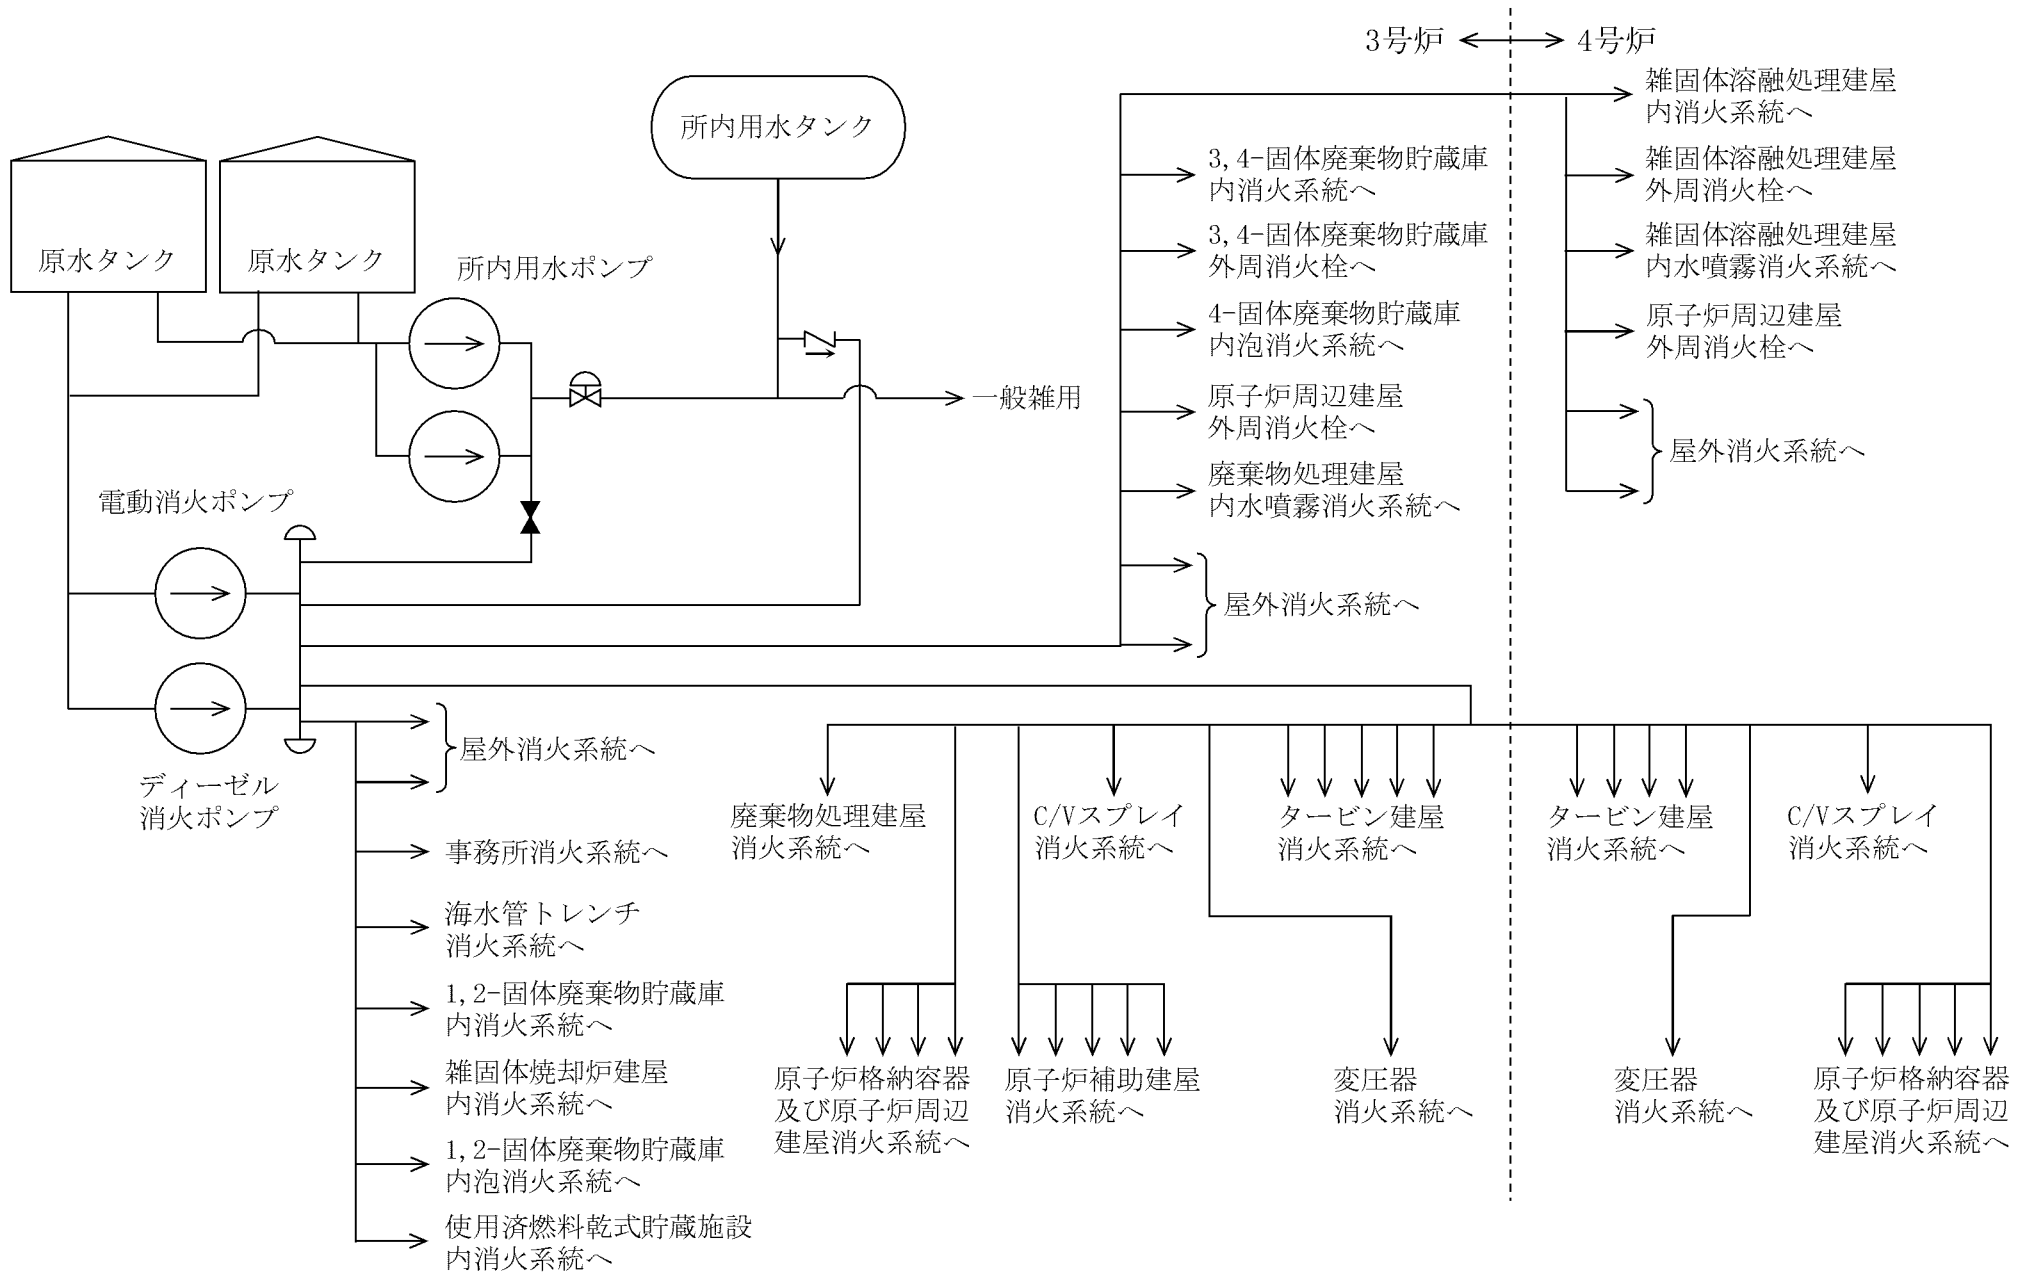 3号炉
4号炉
所内用水タンク
原水タンク
原水タンク
所内用水ポンプ
一般雑用
電動消火ポンプ
ディーゼル
消火ポンプ
3,4-固体廃棄物貯蔵庫
内消火系統へ
3,4-固体廃棄物貯蔵庫
外周消火栓へ
4-固体廃棄物貯蔵庫
内泡消火系統へ
原子炉周辺建屋
外周消火栓へ
廃棄物処理建屋
内水噴霧消火系統へ
屋外消火系統へ
雑固体溶融処理建屋
内消火系統へ
雑固体溶融処理建屋
外周消火栓へ
雑固体溶融処理建屋
内水噴霧消火系統へ
原子炉周辺建屋
外周消火栓へ
屋外消火系統へ
屋外消火系統へ
事務所消火系統へ
海水管トレンチ
消火系統へ
1,2-固体廃棄物貯蔵庫
内消火系統へ
雑固体焼却炉建屋
内消火系統へ
1,2-固体廃棄物貯蔵庫
内泡消火系統へ
使用済燃料乾式貯蔵施設
内消火系統へ
廃棄物処理建屋
消火系統へ
C/Vスプレイ
消火系統へ
タービン建屋
消火系統へ
タービン建屋
消火系統へ
C/Vスプレイ
消火系統へ
原子炉格納容器
及び原子炉周辺
建屋消火系統へ
原子炉補助建屋
消火系統へ
変圧器
消火系統へ
変圧器
消火系統へ
原子炉格納容器
及び原子炉周辺
建屋消火系統へ